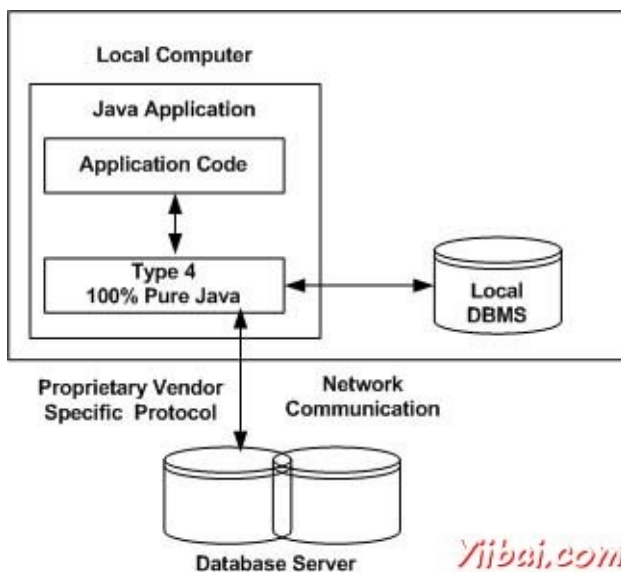 Local Computer
Java Application
Application Code
Type 4
100% Pure Java
Local
DBMS
Proprietary Vendor
Specific Protocol
Network
Communication
Database Server
Yiibai.com